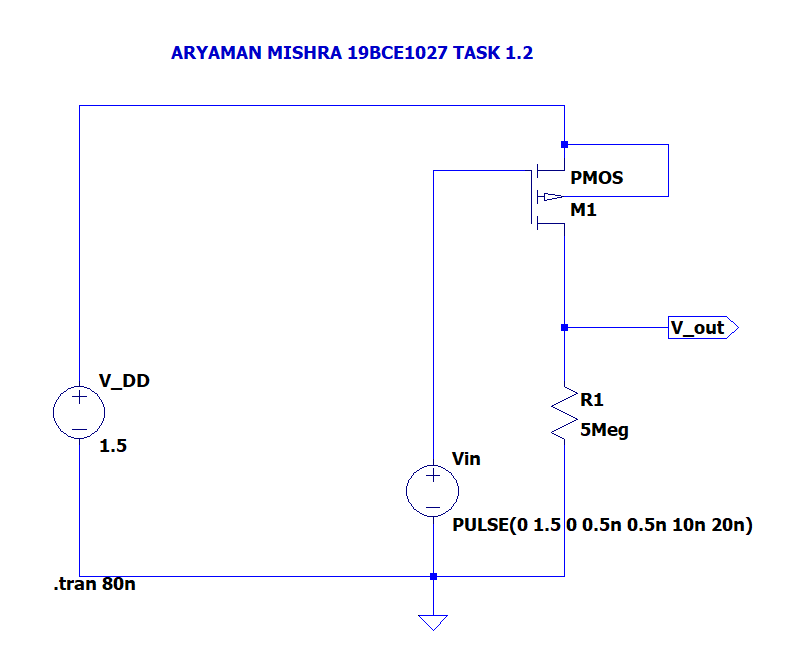 ARYAMAN MISHRA 19BCE1027 TASK 1.2
PMOS
M1
V_out
V_DD
1.5
R1
5Meg
Vin
PULSE(0 1.5 0 0.5n 0.5n 10n 20n)
.tran 80n